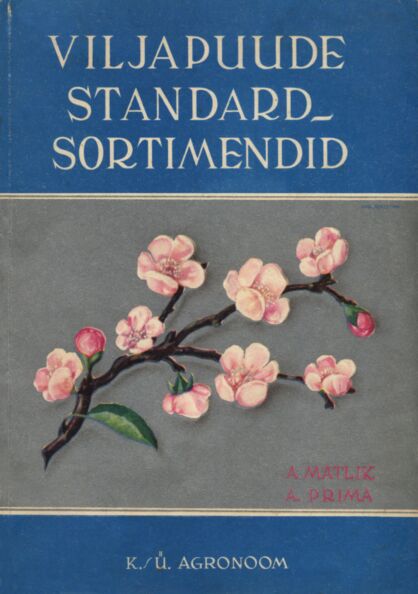 VILJAPUUDE
STANDARD-
SORTIMENDID
A. MATLIK
A. PRIMA
K./Ü. AGRONOOM